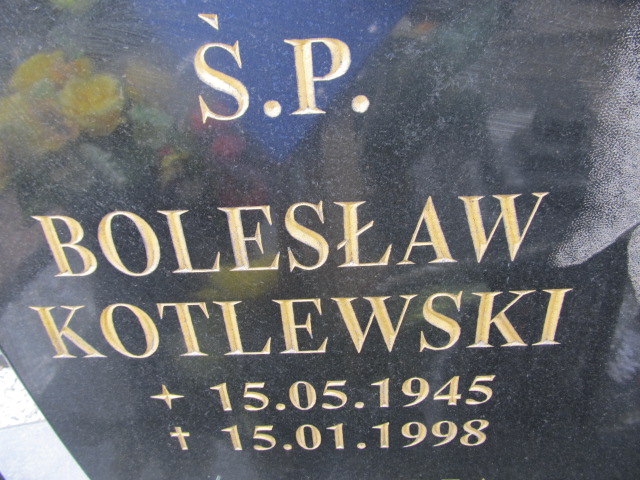 Ś.P.
BOLESŁAW
KOTLEWSKI
✦ 15.05.1945
✝ 15.01.1998